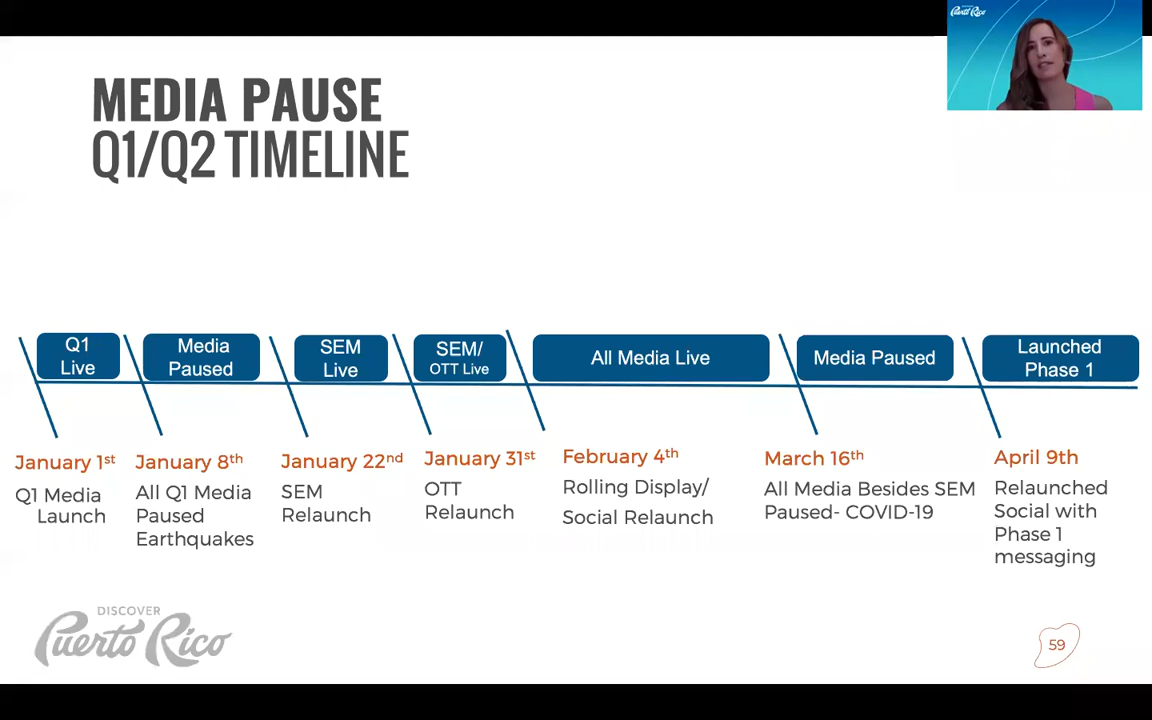 Puerto Rico
MEDIA PAUSE
Q1/Q2 TIMELINE
Q1
Live
Media
Paused
SEM
Live
SEM/
OTT Live
All Media Live
Media Paused
Launched
Phase 1
January 1st
Q1 Media
Launch
January 8th
All Q1 Media
Paused
Earthquakes
January 22nd
SEM
Relaunch
January 31st
OTT
Relaunch
February 4th
Rolling Display/
Social Relaunch
March 16th
All Media Besides SEM
Paused- COVID-19
April 9th
Relaunched
Social with
Phase 1
messaging
DISCOVER
Puerto Rico
59